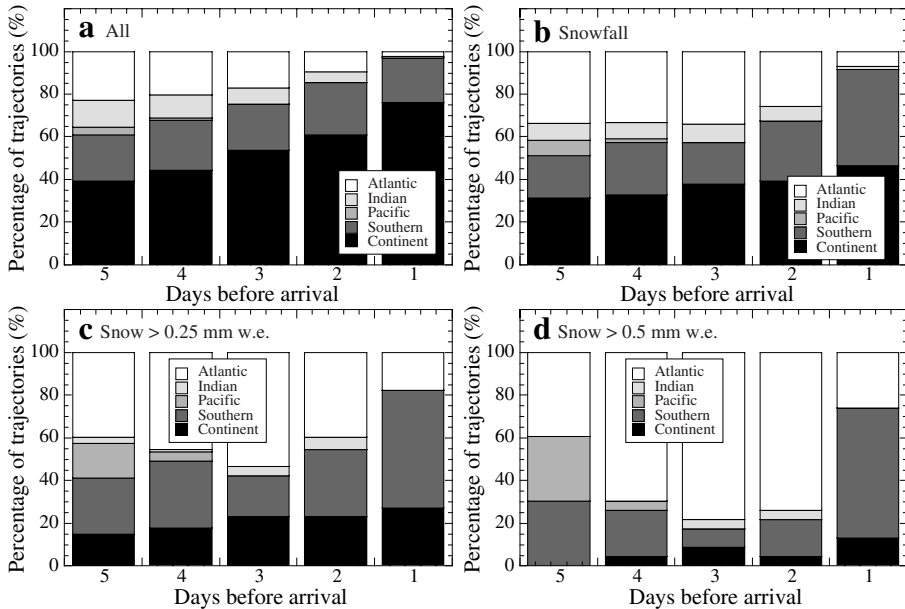 a All
Percentage of trajectories (%)
100
80
60
40
20
0
Atlantic
Indian
Pacific
Southern
Continent
5 4 3 2 1
Days before arrival
b Snowfall
Percentage of trajectories (%)
100
80
60
40
20
0
Atlantic
Indian
Pacific
Southern
Continent
5 4 3 2 1
Days before arrival
c Snow > 0.25 mm w.e.
Percentage of trajectories (%)
100
80
60
40
20
0
Atlantic
Indian
Pacific
Southern
Continent
5 4 3 2 1
Days before arrival
d Snow > 0.5 mm w.e.
Percentage of trajectories (%)
100
80
60
40
20
0
Atlantic
Indian
Pacific
Southern
Continent
5 4 3 2 1
Days before arrival